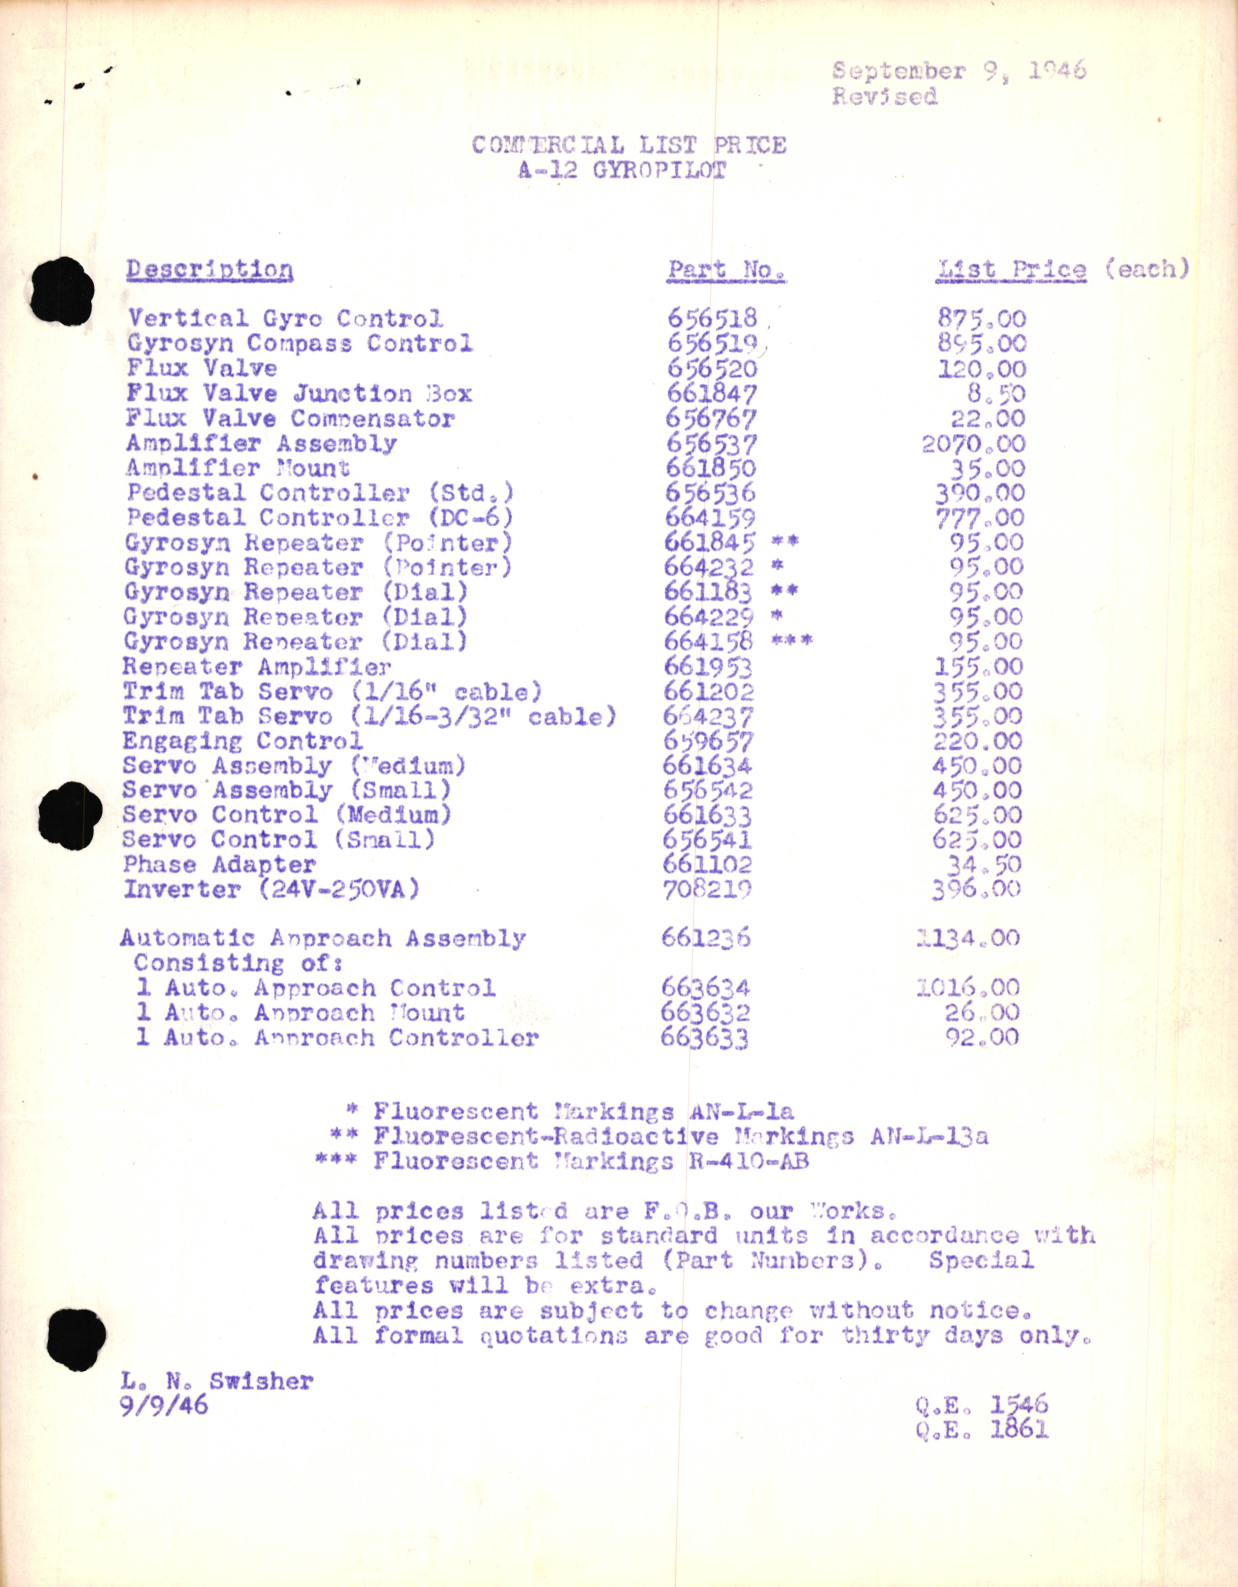 September 9, 1946
Revised
COMMERCIAL LIST PRICE
A-12 GYROPILOT
Description Part No. List Price (each)
Vertical Gyro Control 656518 875.00
Gyrosyn Compass Control 656519 895.00
Flux Valve 656520 120.00
Flux Valve Junction Box 661847 8.50
Flux Valve Compensator 656767 22.00
Amplifier Assembly 656537 2070.00
Amplifier Mount 661850 35.00
Pedestal Controller (Std.) 656536 390.00
Pedestal Controller (DC-6) 664159 777.00
Gyrosyn Repeater (Pointer) 661845 ** 95.00
Gyrosyn Repeater (Pointer) 664232 * 95.00
Gyrosyn Repeater (Dial) 661183 ** 95.00
Gyrosyn Repeater (Dial) 664229 * 95.00
Gyrosyn Repeater (Dial) 664158 *** 95.00
Repeater Amplifier 661953 155.00
Trim Tab Servo (1/16" cable) 661202 355.00
Trim Tab Servo (1/16-3/32" cable) 664237 355.00
Engaging Control 659657 220.00
Servo Assembly (Medium) 661634 450.00
Servo Assembly (Small) 656542 450.00
Servo Control (Medium) 661633 625.00
Servo Control (Small) 656541 625.00
Phase Adapter 661102 34.50
Inverter (24V-250VA) 708219 396.00
Automatic Approach Assembly 661236 1134.00
Consisting of:
1 Auto. Approach Control 663634 1016.00
1 Auto. Approach Mount 663632 26.00
1 Auto. Approach Controller 663633 92.00
* Fluorescent Markings AN-L-1a
** Fluorescent-Radioactive Markings AN-L-13a
*** Fluorescent Markings R-410-AB
All prices listed are F.O.B. our Works.
All prices are for standard units in accordance with
drawing numbers listed (Part Numbers). Special
features will be extra.
All prices are subject to change without notice.
All formal quotations are good for thirty days only.
L. N. Swisher
9/9/46
Q.E. 1546
Q.E. 1861